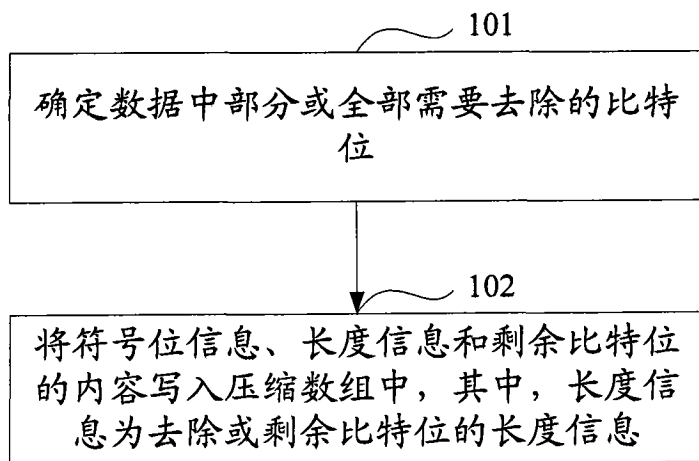 101
确定数据中部分或全部需要去除的比特
位
102
将符号位信息、长度信息和剩余比特位
的内容写入压缩数组中，其中，长度信
息为去除或剩余比特位的长度信息